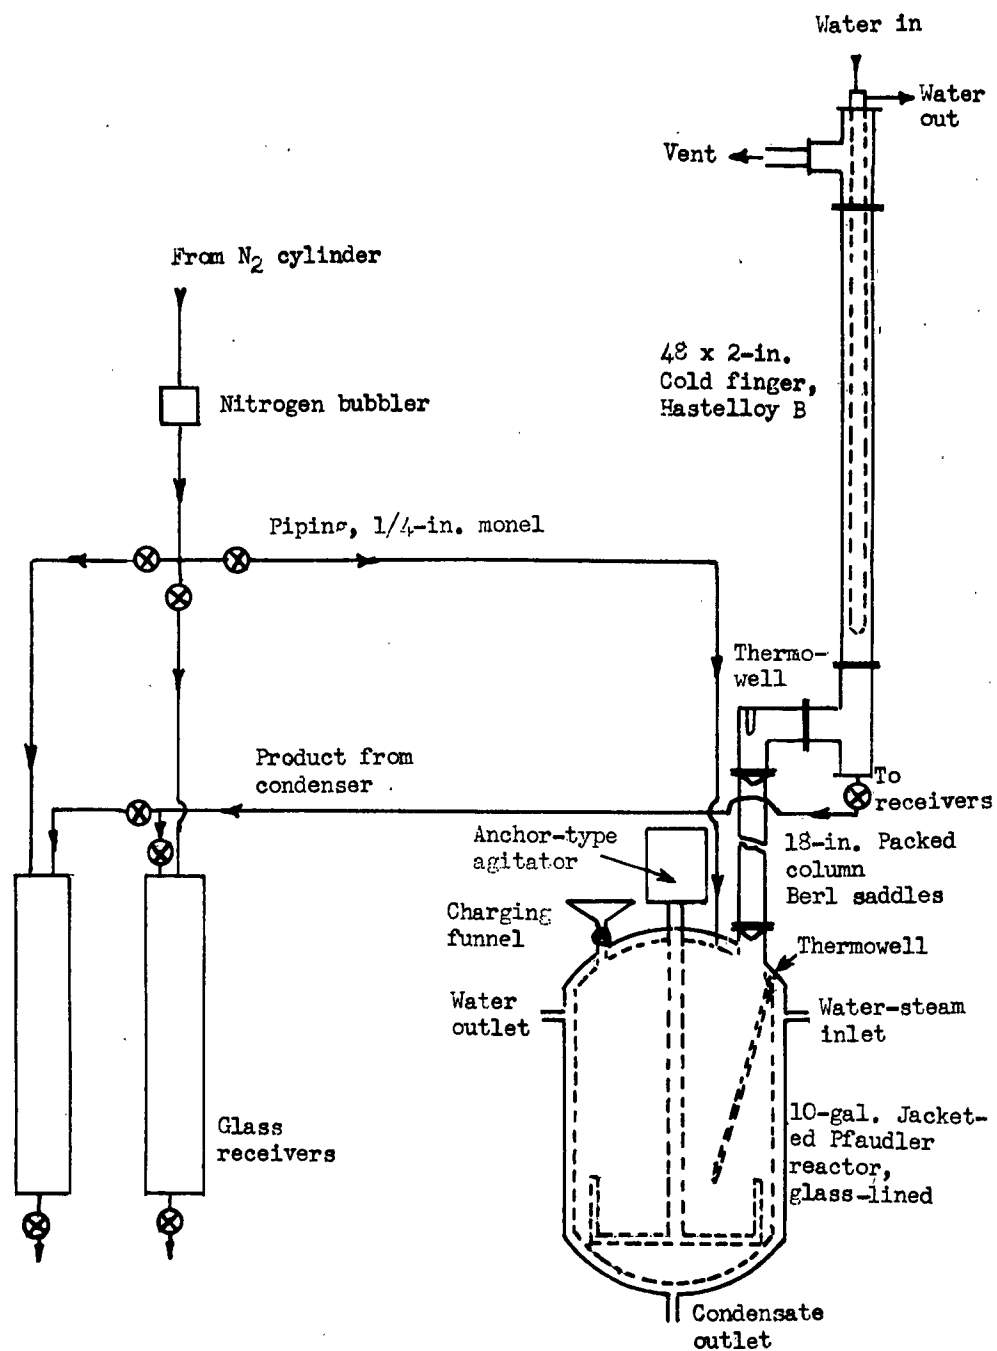 Water in
Water
out
Vent
From N2 cylinder
48 x 2-in.
Cold finger,
Hastelloy B
Nitrogen bubbler
Piping, 1/4-in. monel
Thermo-
well
Product from
condenser
To
receivers
Anchor-type
agitator
18-in. Packed
column
Berl saddles
Charging
funnel
Thermowell
Water
outlet
Water-steam
inlet
10-gal. Jacket-
ed Pfaudler
reactor,
glass-lined
Glass
receivers
Condensate
outlet